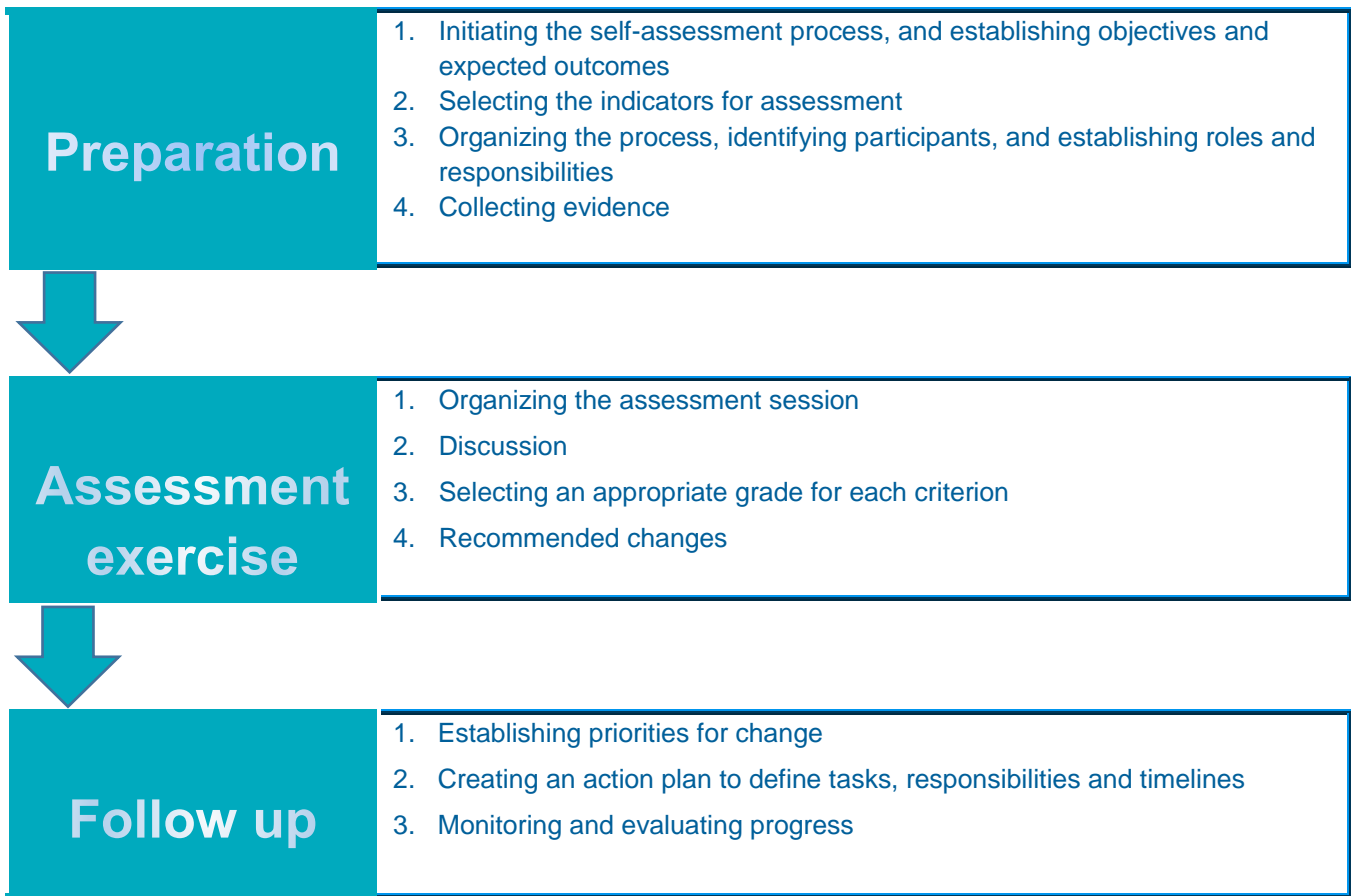 Preparation
1. Initiating the self-assessment process, and establishing objectives and
expected outcomes
2. Selecting the indicators for assessment
3. Organizing the process, identifying participants, and establishing roles and
responsibilities
4. Collecting evidence
Assessment
exercise
1. Organizing the assessment session
2. Discussion
3. Selecting an appropriate grade for each criterion
4. Recommended changes
Follow up
1. Establishing priorities for change
2. Creating an action plan to define tasks, responsibilities and timelines
3. Monitoring and evaluating progress